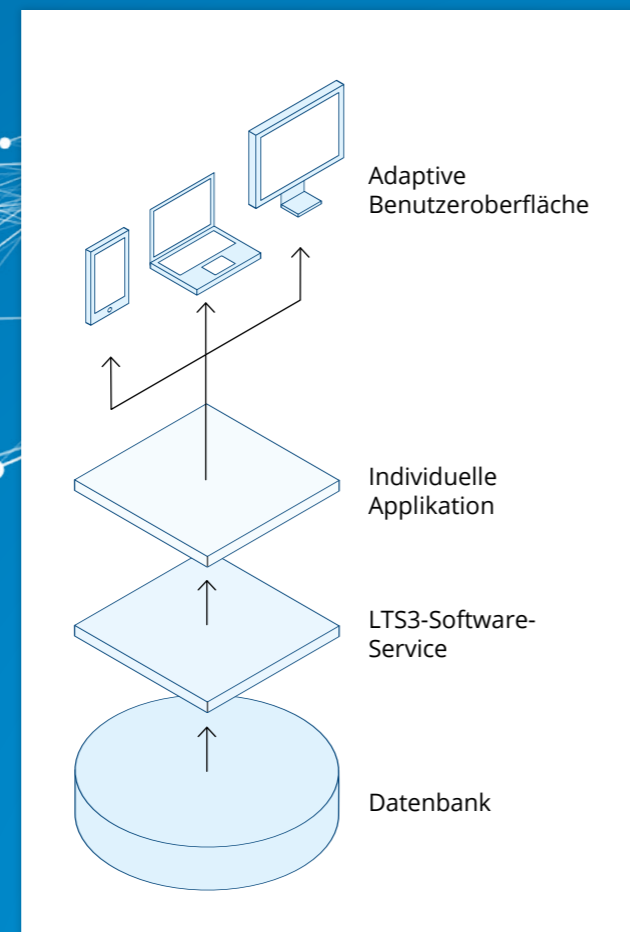 Adaptive
Benutzeroberfläche
Individuelle
Applikation
LTS3-Software-
Service
Datenbank